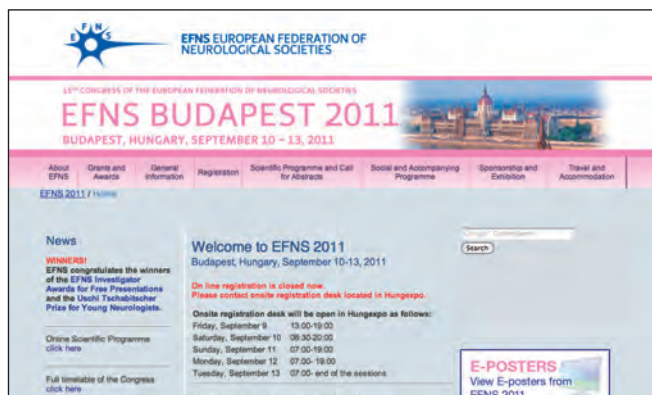 EFNS
EFNS EUROPEAN FEDERATION OF
NEUROLOGICAL SOCIETIES
15TH CONGRESS OF THE EUROPEAN FEDERATION OF NEUROLOGICAL SOCIETIES
EFNS BUDAPEST 2011
BUDAPEST, HUNGARY, SEPTEMBER 10 – 13, 2011
About
EFNS
Grants and
Awards
General
Information
Registration
Scientific Programme and Call
for Abstracts
Social and Accompanying
Programme
Sponsorship and
Exhibition
Travel and
Accommodation
EFNS 2011 / Home
News
WINNERS!
EFNS congratulates the winners
of the EFNS Investigator
Awards for Free Presentations
and the Uschi Tschabitscher
Prize for Young Neurologists.
Online Scientific Programme
click here
Full timetable of the Congress
click here
Welcome to EFNS 2011
Budapest, Hungary, September 10-13, 2011
On line registration is closed now.
Please contact onsite registration desk located in Hungexpo.
Onsite registration desk will be open in Hungexpo as follows:
Friday, September 9 13.00-19:00
Saturday, September 10 08:30-20:00
Sunday, September 11 07:00-19:00
Monday, September 12 07:00- 19:00
Tuesday, September 13 07:00- end of the sessions
Search
E-POSTERS
View E-posters from
EFNS 2011